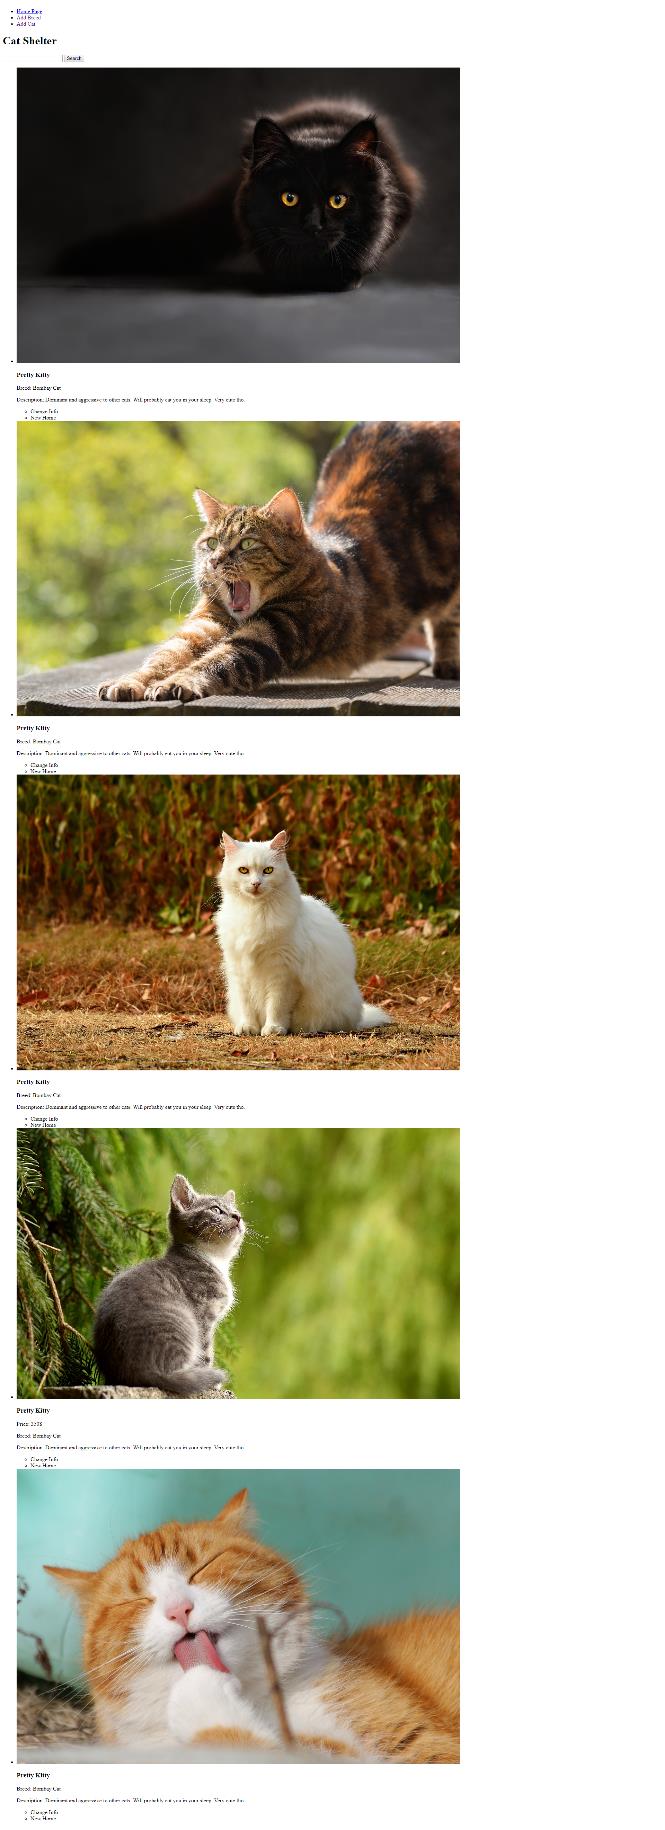 Home Page
Add Breed
Add Cat
Cat Shelter
Search
Pretty Kitty
Breed: Bombay Cat
Description: Dominant and aggressive to other cats. Will probably eat you in your sleep. Very cute tho.
Change Info
New Home
Pretty Kitty
Breed: Bombay Cat
Description: Dominant and aggressive to other cats. Will probably eat you in your sleep. Very cute tho.
Change Info
New Home
Pretty Kitty
Breed: Bombay Cat
Description: Dominant and aggressive to other cats. Will probably eat you in your sleep. Very cute tho.
Change Info
New Home
Pretty Kitty
Price:
Breed: Bombay Cat
Description: Dominant and aggressive to other cats. Will probably eat you in your sleep. Very cute tho.
Change Info
New Home
Pretty Kitty
Breed: Bombay Cat
Description: Dominant and aggressive to other cats. Will probably eat you in your sleep. Very cute tho.
Change Info
New Home